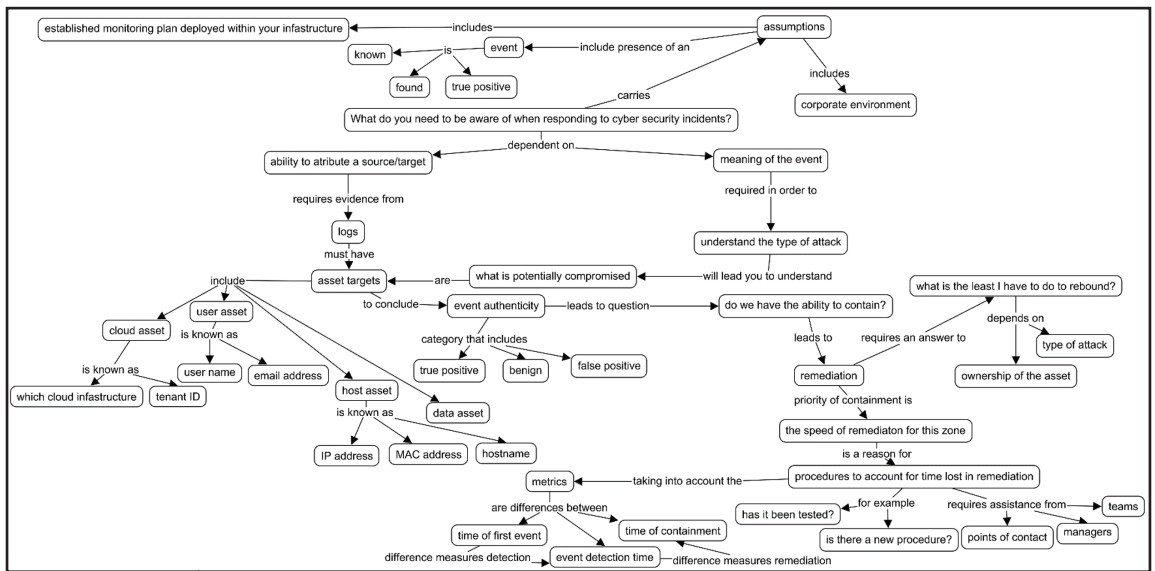 established monitoring plan deployed within your infastructure
includes
assumptions
known
is
event
include presence of an
found
true positive
includes
corporate environment
carries
What do you need to be aware of when responding to cyber security incidents?
dependent on
ability to atribute a source/target
meaning of the event
requires evidence from
required in order to
logs
understand the type of attack
must have
include
asset targets
are
what is potentially compromised
will lead you to understand
what is the least I have to do to rebound?
to conclude
event authenticity
leads to question
do we have the ability to contain?
user asset
cloud asset
is known as
depends on
category that includes
leads to
requires an answer to
type of attack
is known as
user name
email address
true positive
benign
false positive
remediation
ownership of the asset
which cloud infastructure
tenant ID
host asset
data asset
priority of containment is
is known as
the speed of remediaton for this zone
IP address
MAC address
hostname
is a reason for
metrics
taking into account the
procedures to account for time lost in remediation
are differences between
for example
requires assistance from
teams
has it been tested?
time of first event
time of containment
is there a new procedure?
points of contact
managers
difference measures detection
event detection time
difference measures remediation